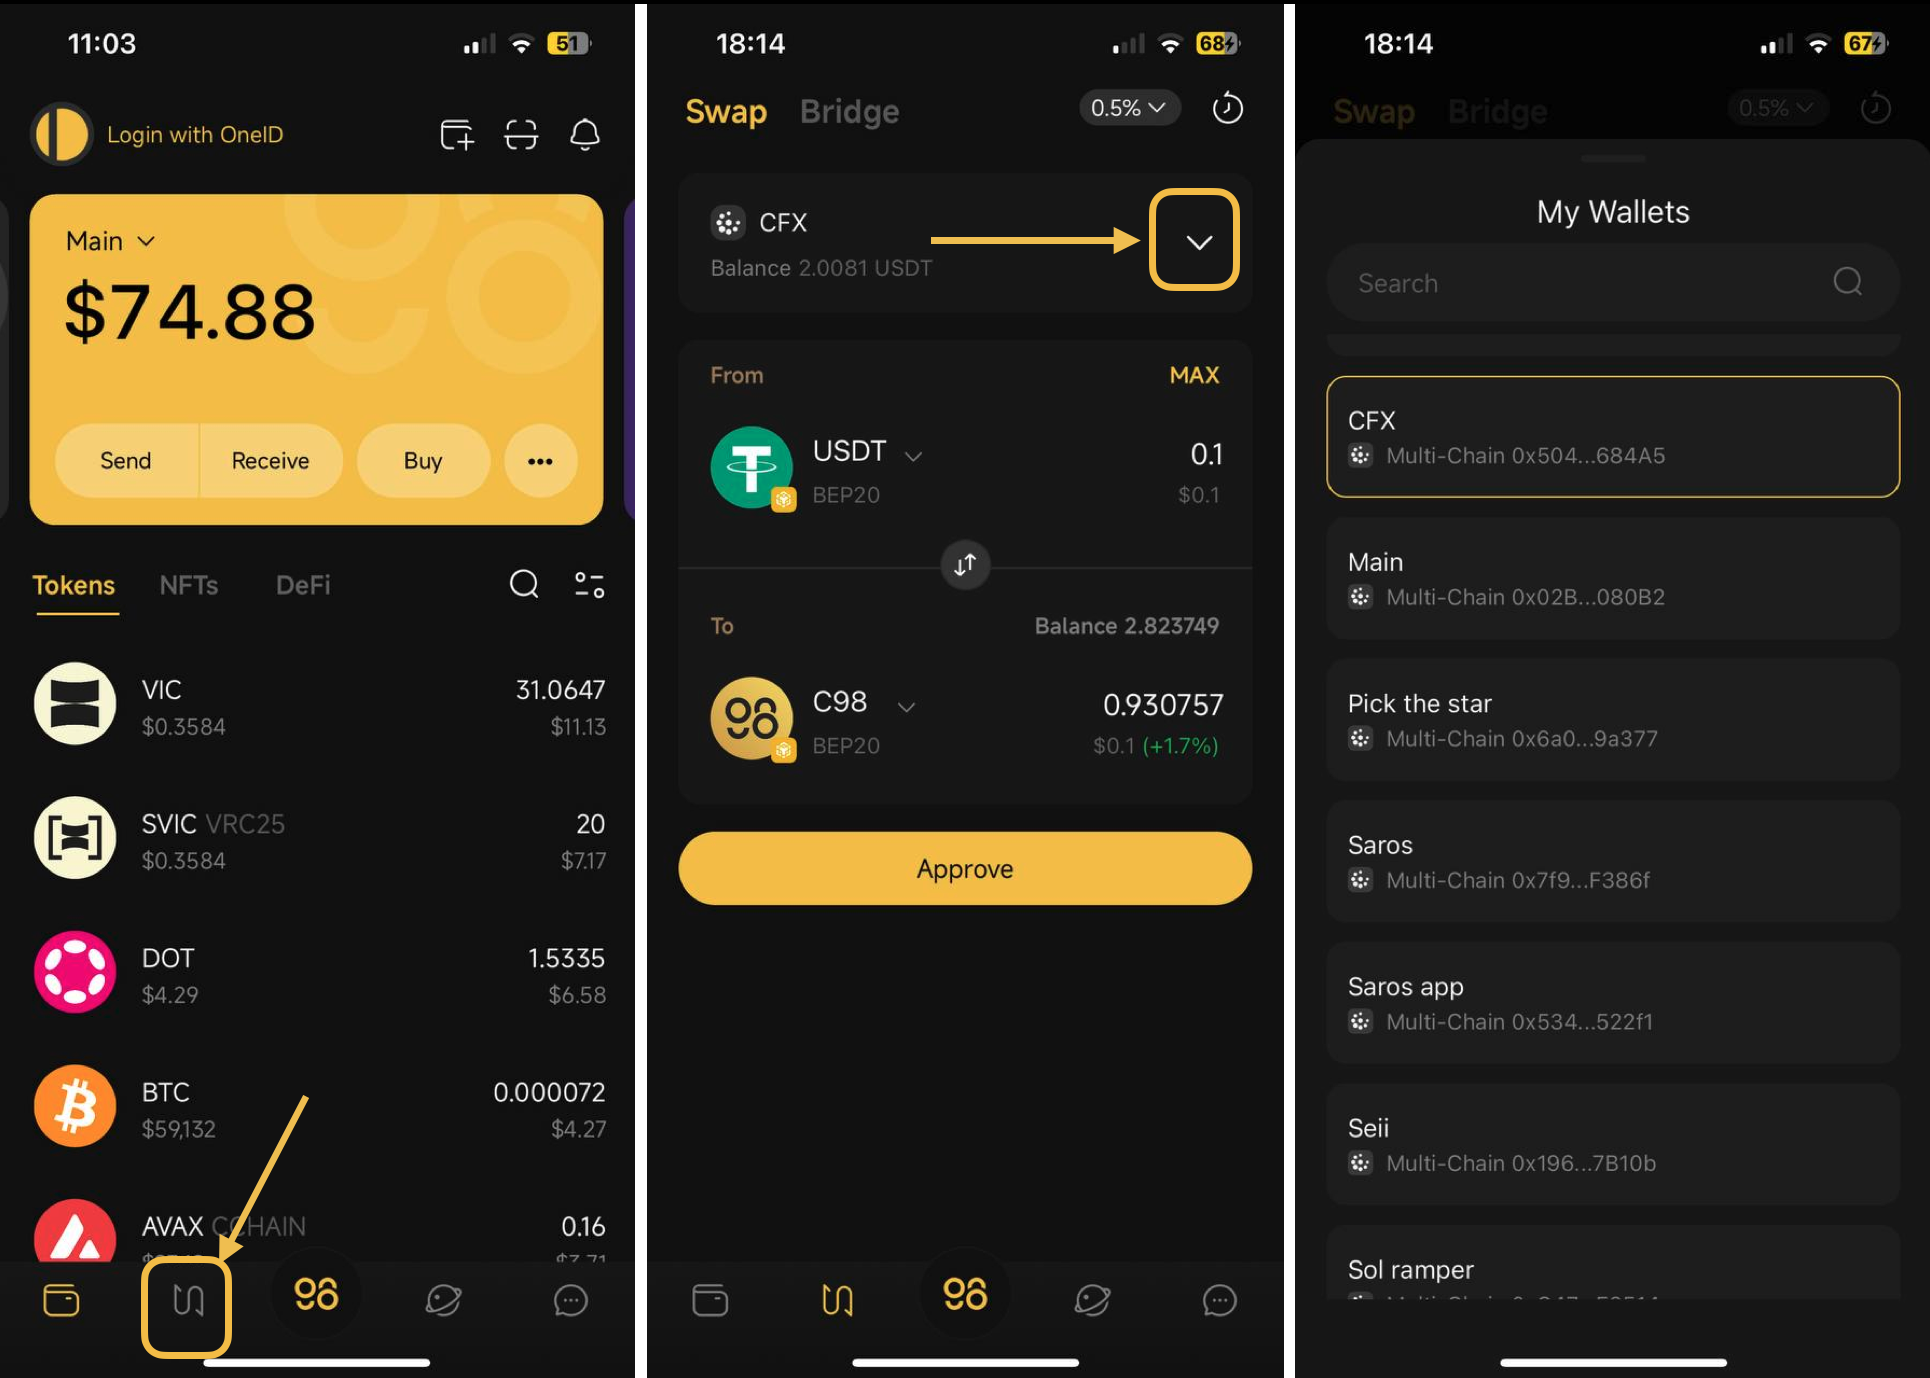 11:03
51
Login with OneID
Main
$74.88
Send
Receive
Buy
Tokens
NFTs
DeFi
VIC
31.0647
$0.3584
$11.13
SVIC VRC25
20
$0.3584
$7.17
DOT
1.5335
$4.29
$6.58
BTC
0.000072
$59,132
$4.27
AVAX CCHAIN
0.16
$3.71
18:14
68
Swap
Bridge
0.5%
CFX
Balance 2.0081 USDT
From
MAX
USDT
0.1
BEP20
$0.1
To
Balance 2.823749
C98
0.930757
BEP20
$0.1 (+1.7%)
Approve
18:14
67
Swap
Bridge
0.5%
My Wallets
Search
CFX
Multi-Chain 0x504...684A5
Main
Multi-Chain 0x02B...080B2
Pick the star
Multi-Chain 0x6a0...9a377
Saros
Multi-Chain 0x7f9...F386f
Saros app
Multi-Chain 0x534...522f1
Seii
Multi-Chain 0x196...7B10b
Sol ramper